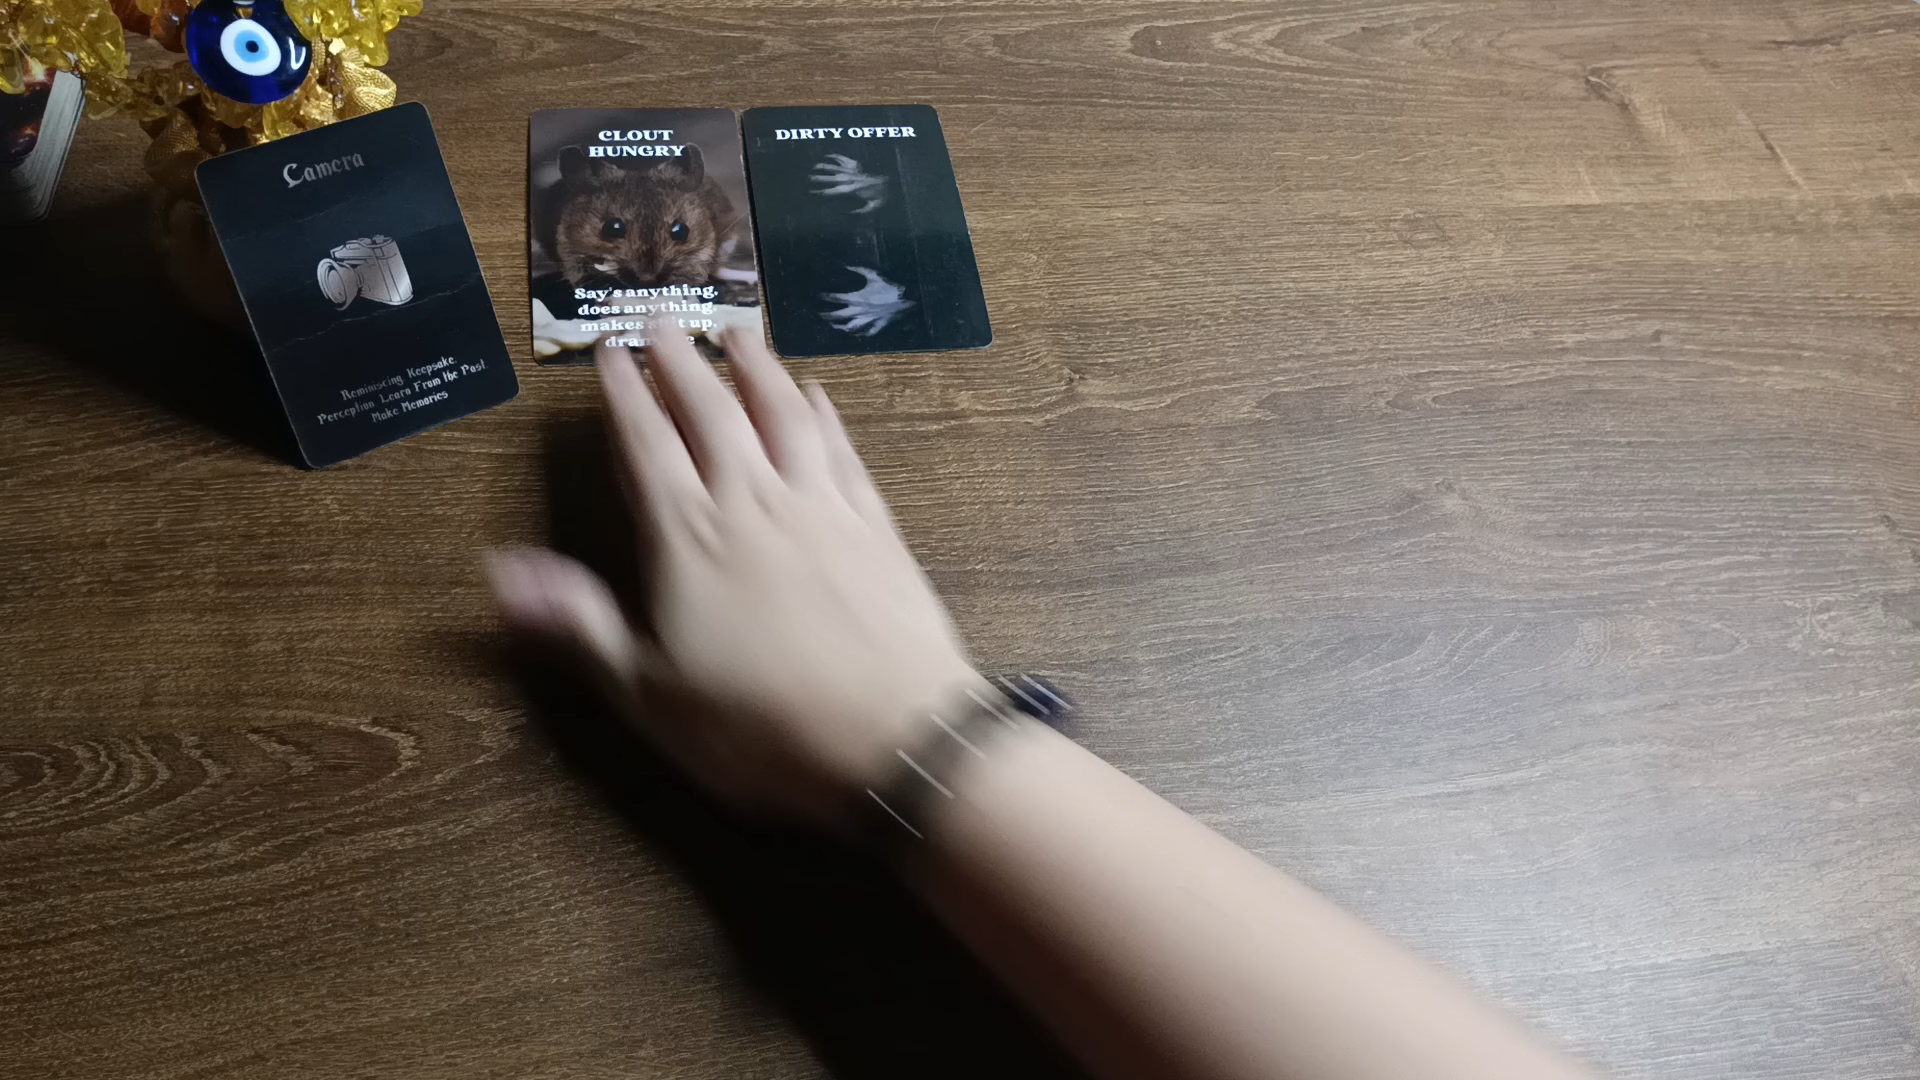 Camera
Reminiscing. Keepsake.
Perception. Learn From the Past.
Make Memories
CLOUT
HUNGRY
Say's anything,
does anything,
makes up,
DIRTY OFFER